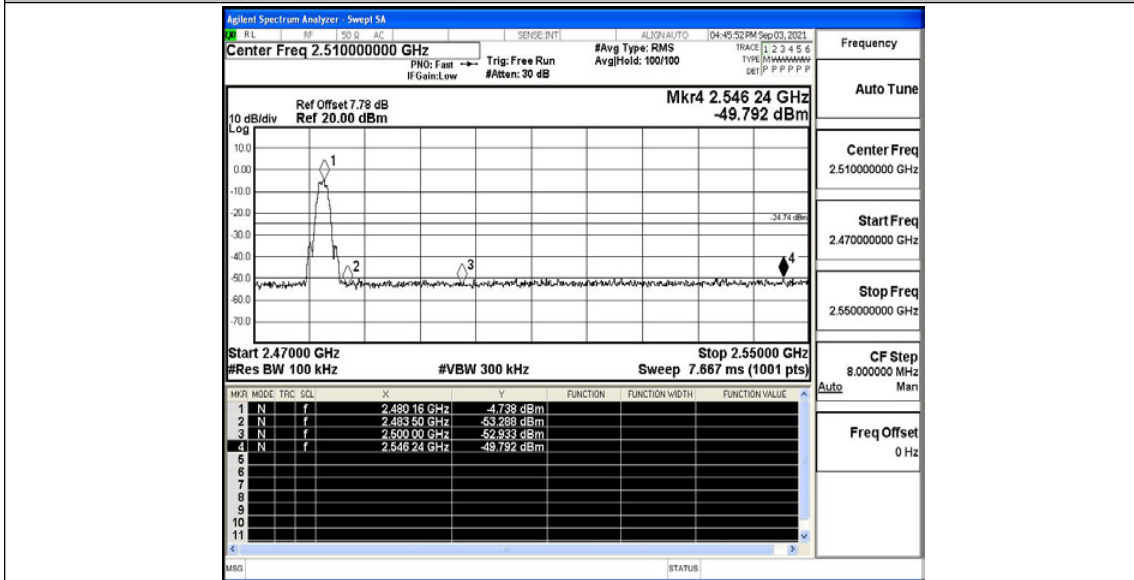 Agilent Spectrum Analyzer - Swept SA
RL RF 50 Ω AC SENSE:INT ALIGN AUTO 04:45:52 PM Sep 03, 2021
Center Freq 2.510000000 GHz
PNO: Fast
IFGain:Low
Trig: Free Run
#Atten: 30 dB
#Avg Type: RMS
Avg|Hold: 100/100
TRACE 1 2 3 4 5 6
TYPE M
DET P P P P P P
Frequency
Mkr4 2.546 24 GHz
-49.792 dBm
Ref Offset 7.78 dB
10 dB/div Ref 20.00 dBm
Log
10.0
0.00
-10.0
-20.0
-30.0
-40.0
-50.0
-60.0
-70.0
-24.74 dBm
1
2
3
4
Start 2.47000 GHz Stop 2.55000 GHz
#Res BW 100 kHz #VBW 300 kHz Sweep 7.667 ms (1001 pts)
MKR MODE TRC SCL X Y FUNCTION FUNCTION WIDTH FUNCTION VALUE
1 N f 2.480 16 GHz -4.738 dBm
2 N f 2.483 50 GHz -53.288 dBm
3 N f 2.500 00 GHz -52.933 dBm
4 N f 2.546 24 GHz -49.792 dBm
5
6
7
8
9
10
11
MSG STATUS
Auto Tune
Center Freq
2.510000000 GHz
Start Freq
2.470000000 GHz
Stop Freq
2.550000000 GHz
CF Step
8.000000 MHz
Auto Man
Freq Offset
0 Hz